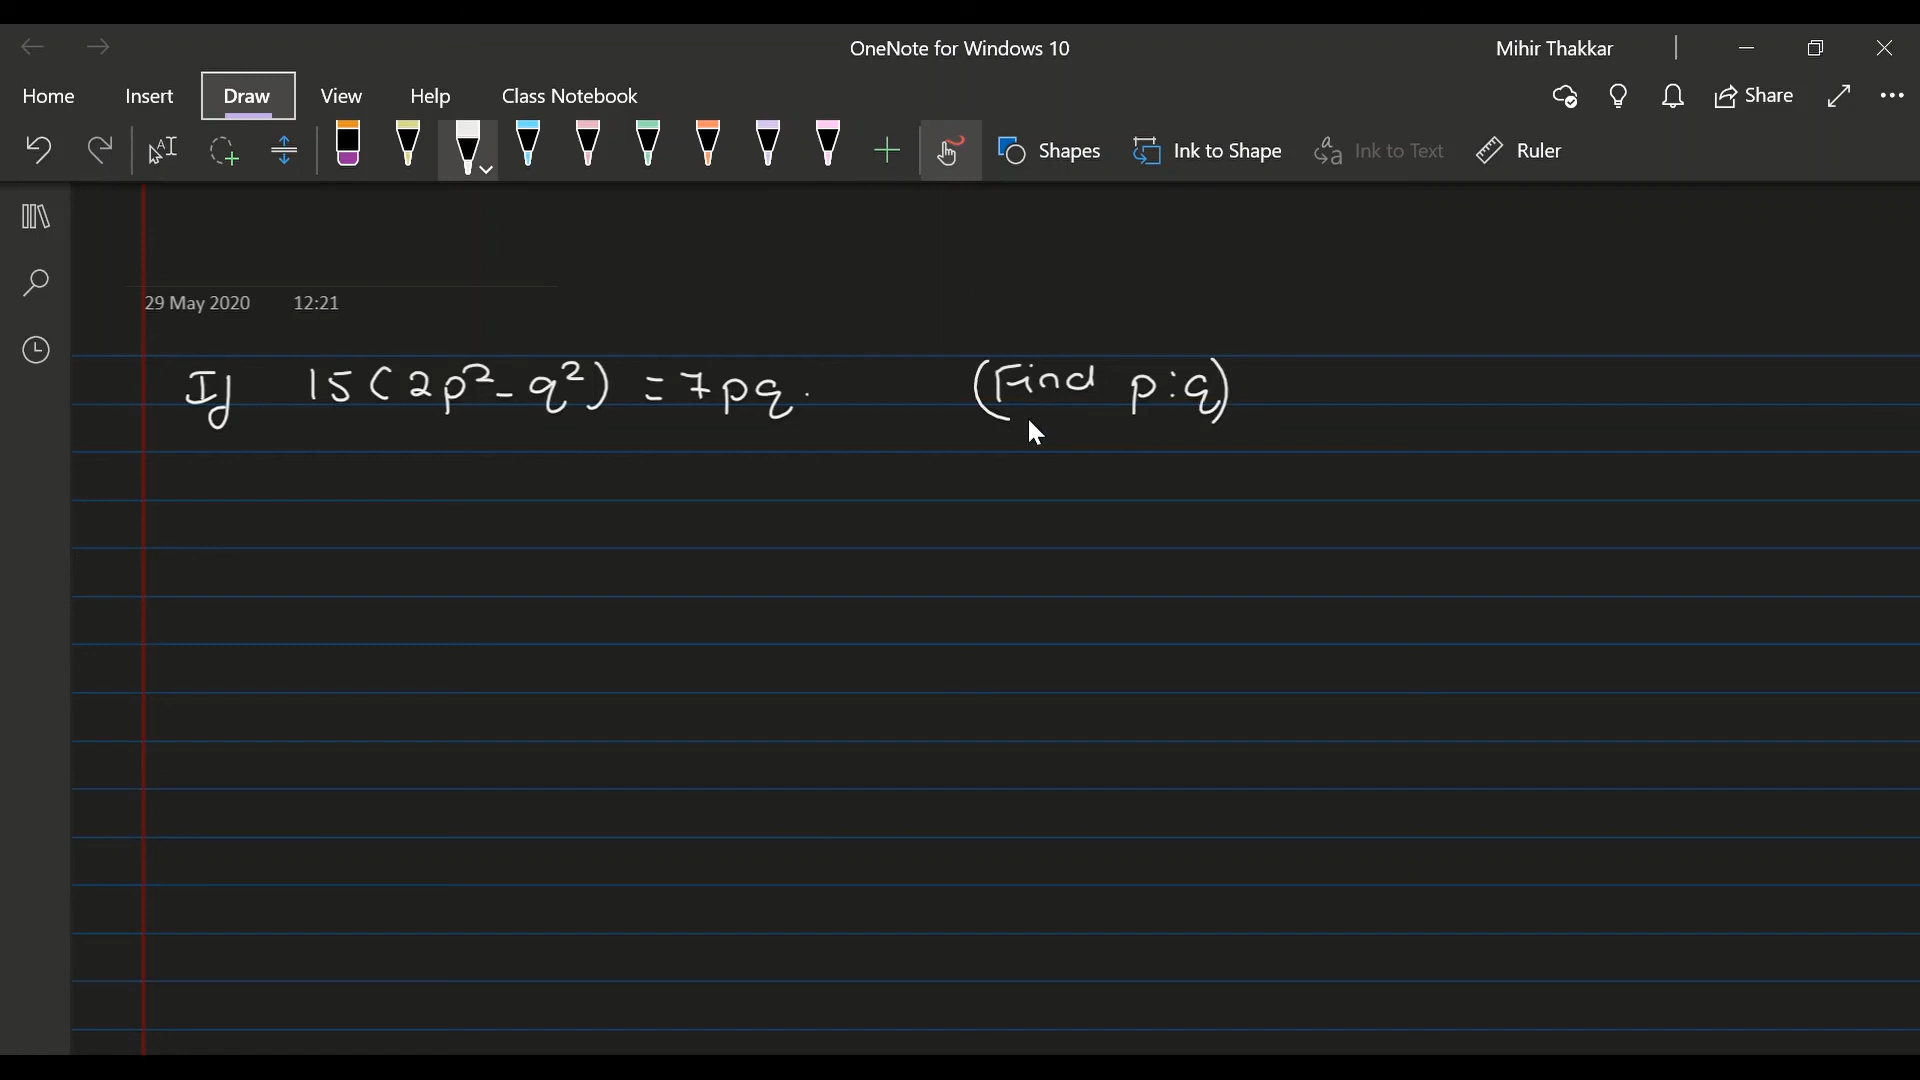 OneNote for Windows 10 Mihir Thakkar
Home Insert Draw View Help Class Notebook Share
Shapes Ink to Shape Ink to Text Ruler
29 May 2020 12:21
If 15(2p²-q²) = 7pq. (Find p:q)